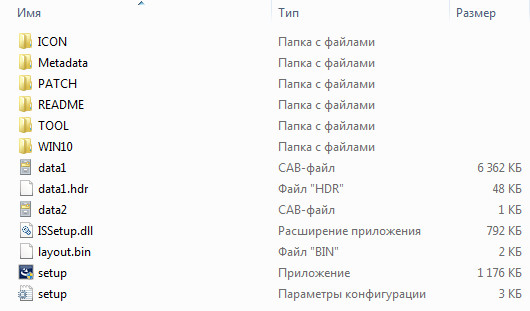 Имя Тип Размер
ICON Папка с файлами
Metadata Папка с файлами
PATCH Папка с файлами
README Папка с файлами
TOOL Папка с файлами
WIN10 Папка с файлами
data1 CAB-файл 6 362 КБ
data1.hdr Файл "HDR" 48 КБ
data2 CAB-файл 1 КБ
ISSetup.dll Расширение приложения 792 КБ
layout.bin Файл "BIN" 2 КБ
setup Приложение 1 176 КБ
setup Параметры конфигурации 3 КБ